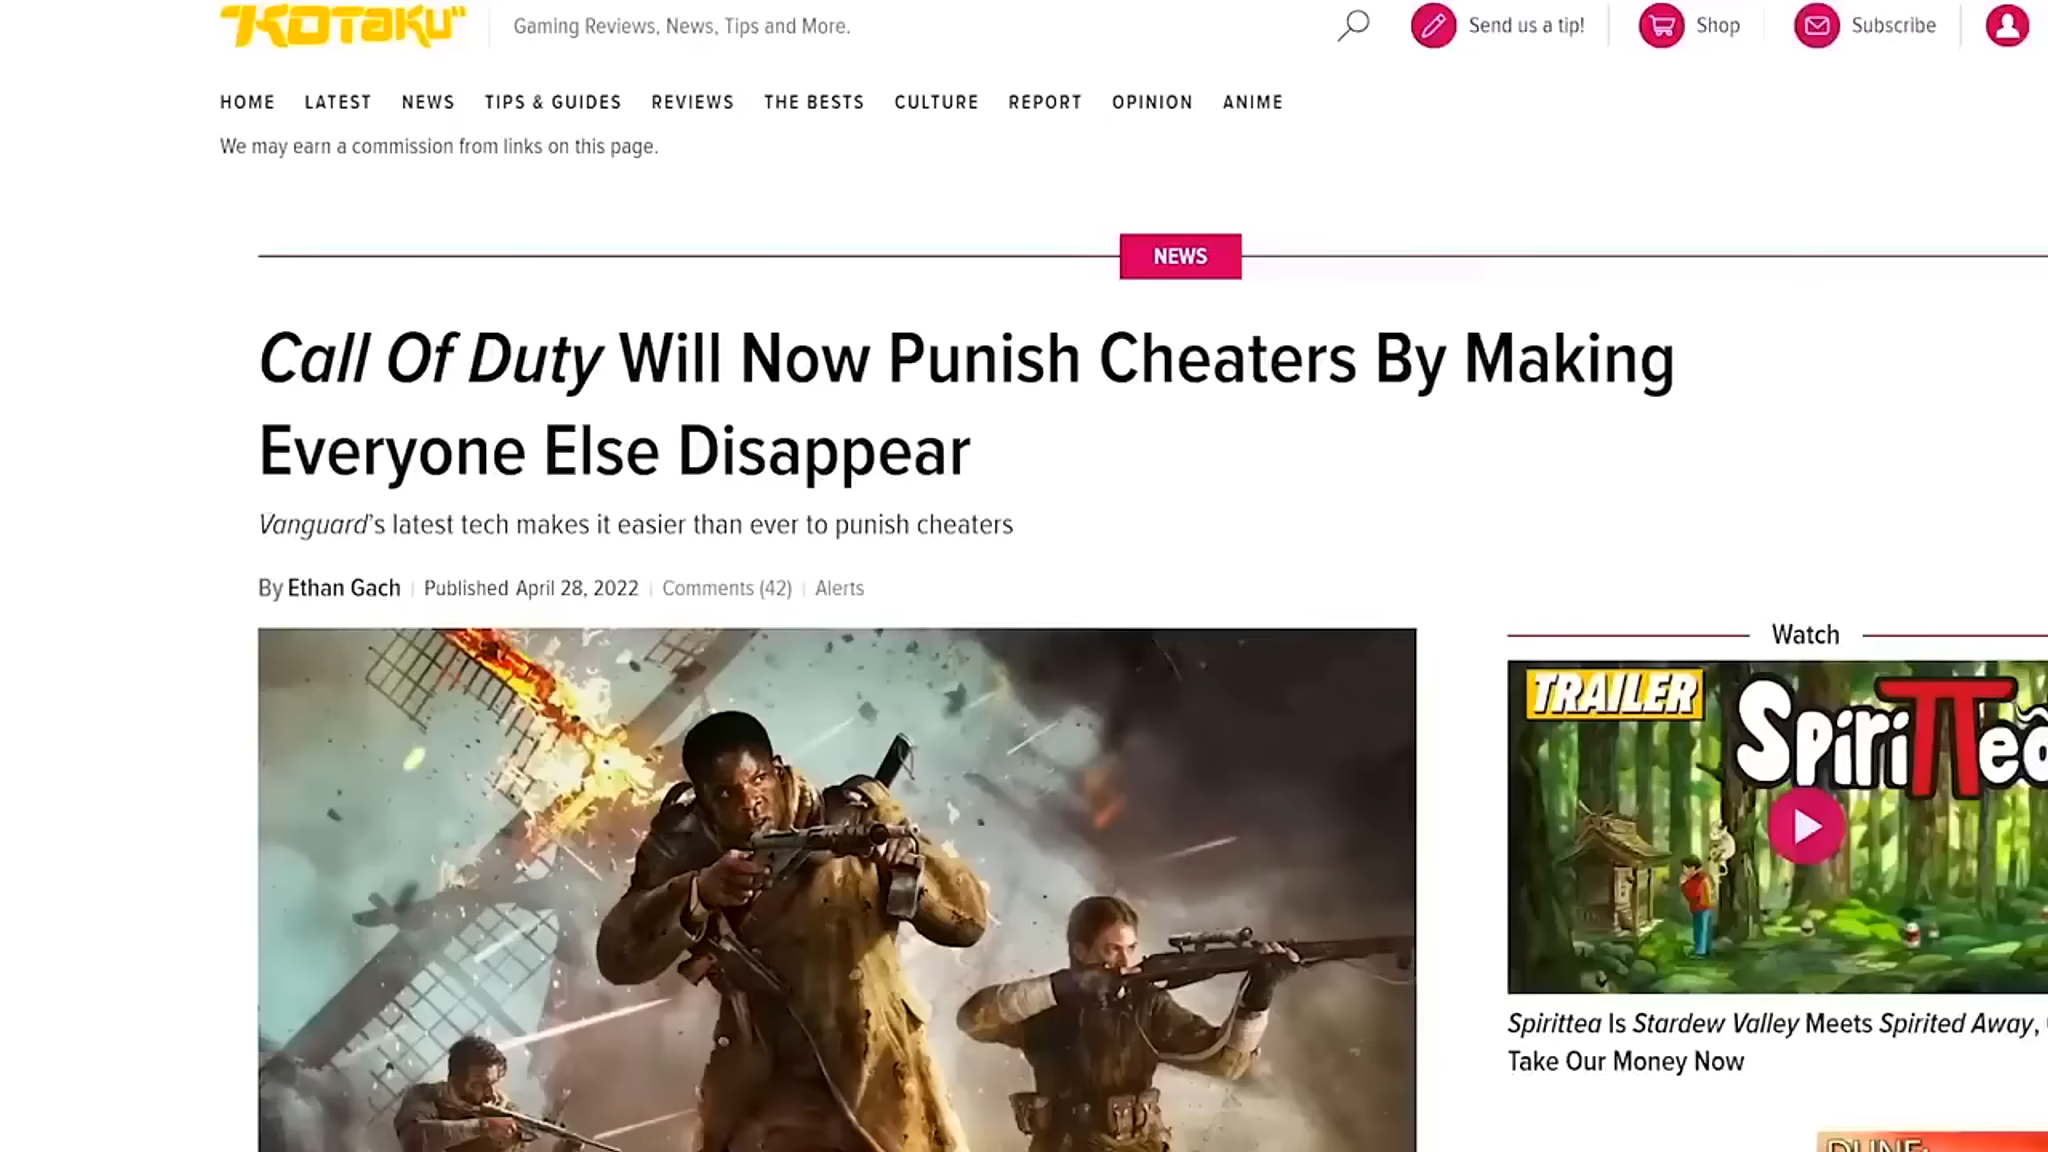 KOTAKU
Gaming Reviews, News, Tips and More.
Send us a tip!
Shop
Subscribe
HOME LATEST NEWS TIPS & GUIDES REVIEWS THE BESTS CULTURE REPORT OPINION ANIME
We may earn a commission from links on this page.
NEWS
Call Of Duty Will Now Punish Cheaters By Making
Everyone Else Disappear
Vanguard's latest tech makes it easier than ever to punish cheaters
By Ethan Gach Published April 28, 2022 Comments (42) Alerts
Watch
TRAILER
Spirittea
Spirittea Is Stardew Valley Meets Spirited Away,
Take Our Money Now
DUNE: